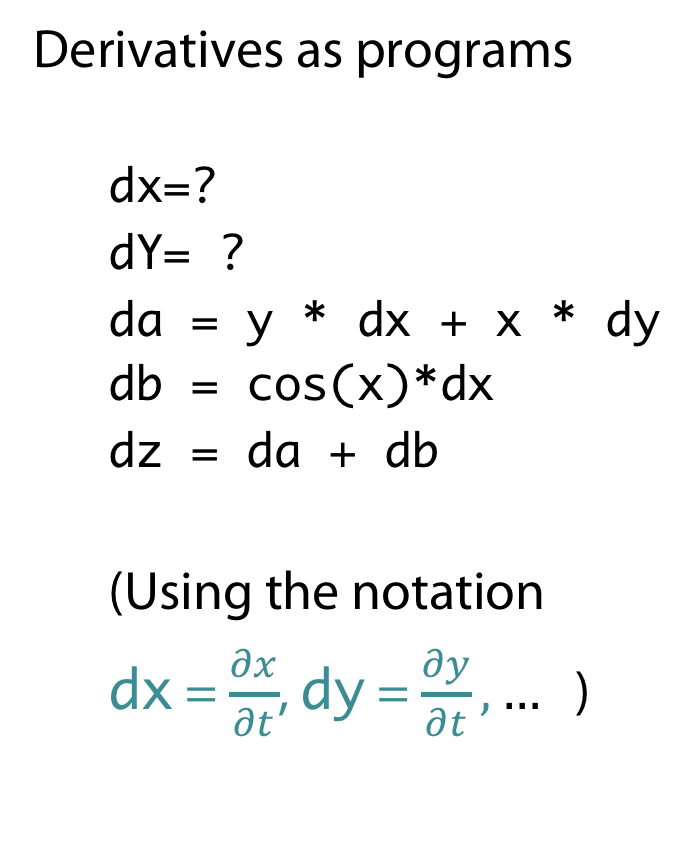 Derivatives as programs
dx=?
dY= ?
da = y * dx + x * dy
db = cos(x)*dx
dz = da + db
(Using the notation
dx = ∂x/∂t, dy = ∂y/∂t, ... )